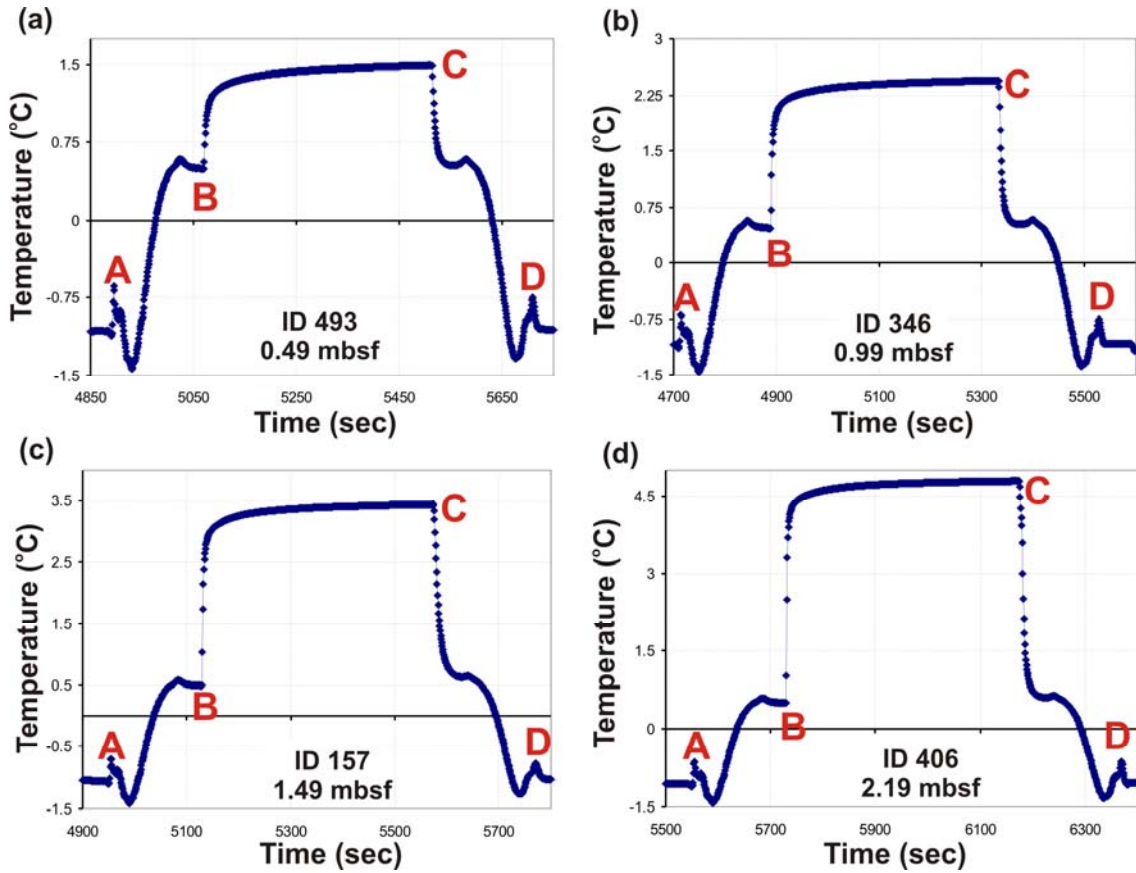 (a)
Temperature (°C)
1.5
0.75
0
-0.75
-1.5
A
B
C
D
ID 493
0.49 mbsf
4850 5050 5250 5450 5650
Time (sec)
(b)
Temperature (°C)
3
2.25
1.5
0.75
0
-0.75
-1.5
A
B
C
D
ID 346
0.99 mbsf
4700 4900 5100 5300 5500
Time (sec)
(c)
Temperature (°C)
3.5
2.5
1.5
0.5
-0.5
-1.5
A
B
C
D
ID 157
1.49 mbsf
4900 5100 5300 5500 5700
Time (sec)
(d)
Temperature (°C)
4.5
3
1.5
0
-1.5
A
B
C
D
ID 406
2.19 mbsf
5500 5700 5900 6100 6300
Time (sec)